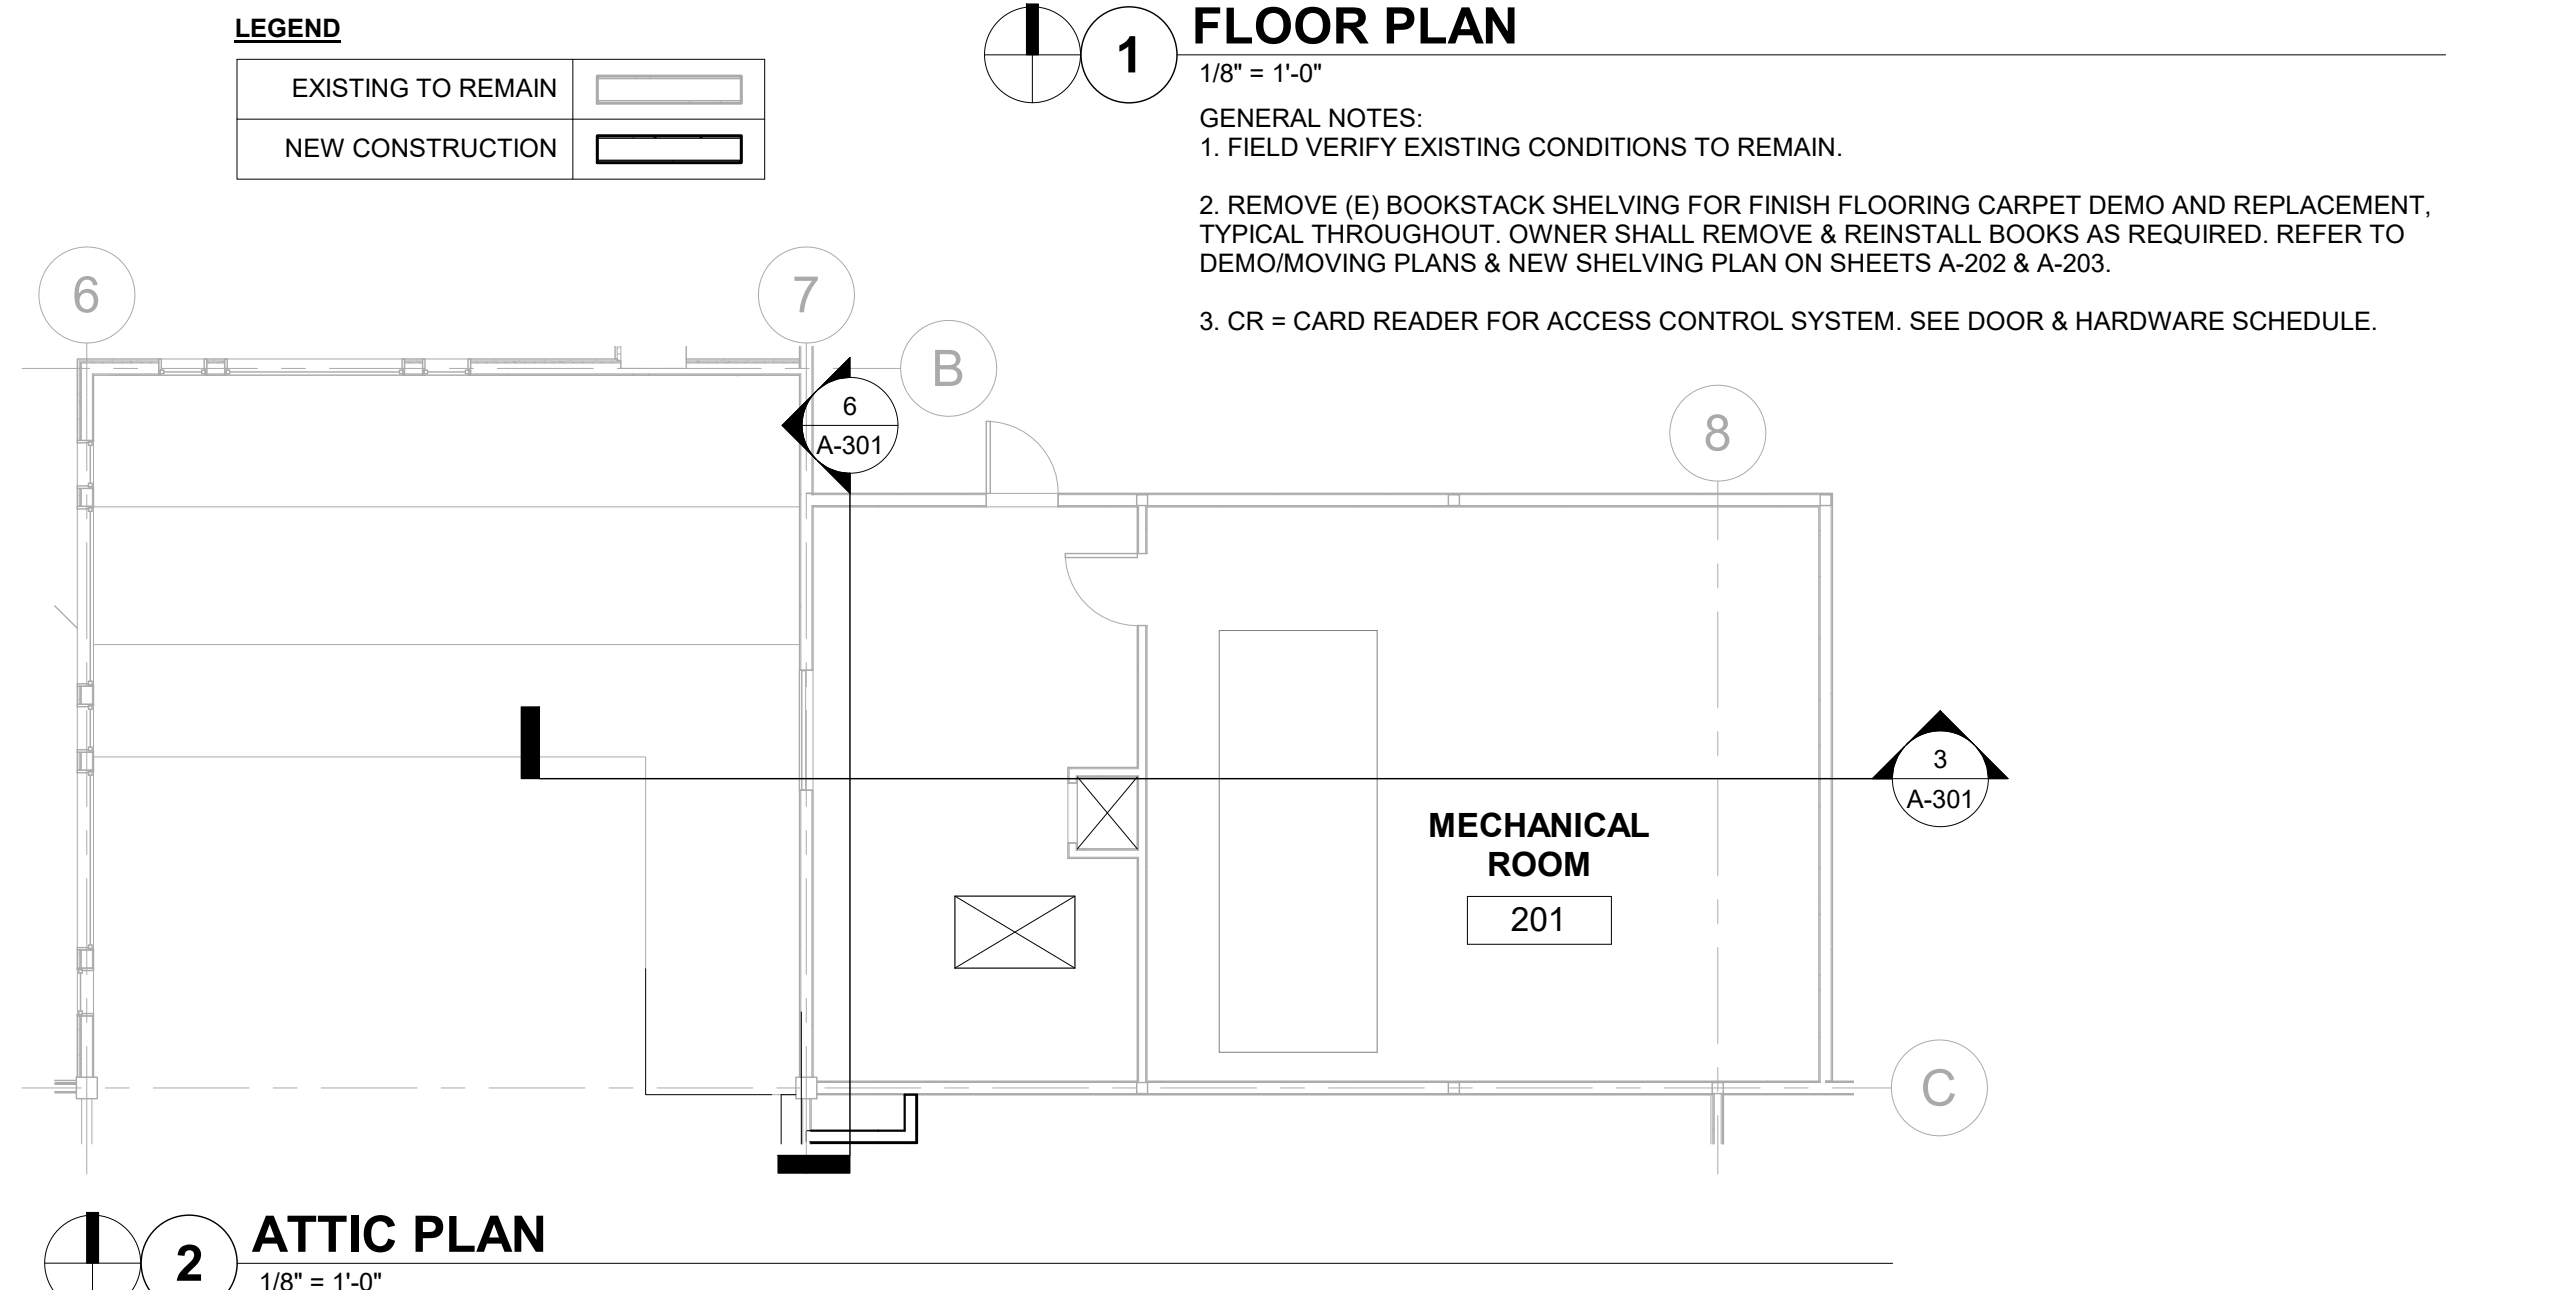 LEGEND
EXISTING TO REMAIN
NEW CONSTRUCTION
1
FLOOR PLAN
1/8" = 1'-0"
GENERAL NOTES:
1. FIELD VERIFY EXISTING CONDITIONS TO REMAIN.
2. REMOVE (E) BOOKSTACK SHELVING FOR FINISH FLOORING CARPET DEMO AND REPLACEMENT,
TYPICAL THROUGHOUT. OWNER SHALL REMOVE & REINSTALL BOOKS AS REQUIRED. REFER TO
DEMO/MOVING PLANS & NEW SHELVING PLAN ON SHEETS A-202 & A-203.
3. CR = CARD READER FOR ACCESS CONTROL SYSTEM. SEE DOOR & HARDWARE SCHEDULE.
6
7
B
6
A-301
8
3
A-301
MECHANICAL
ROOM
201
C
2
ATTIC PLAN
1/8" = 1'-0"